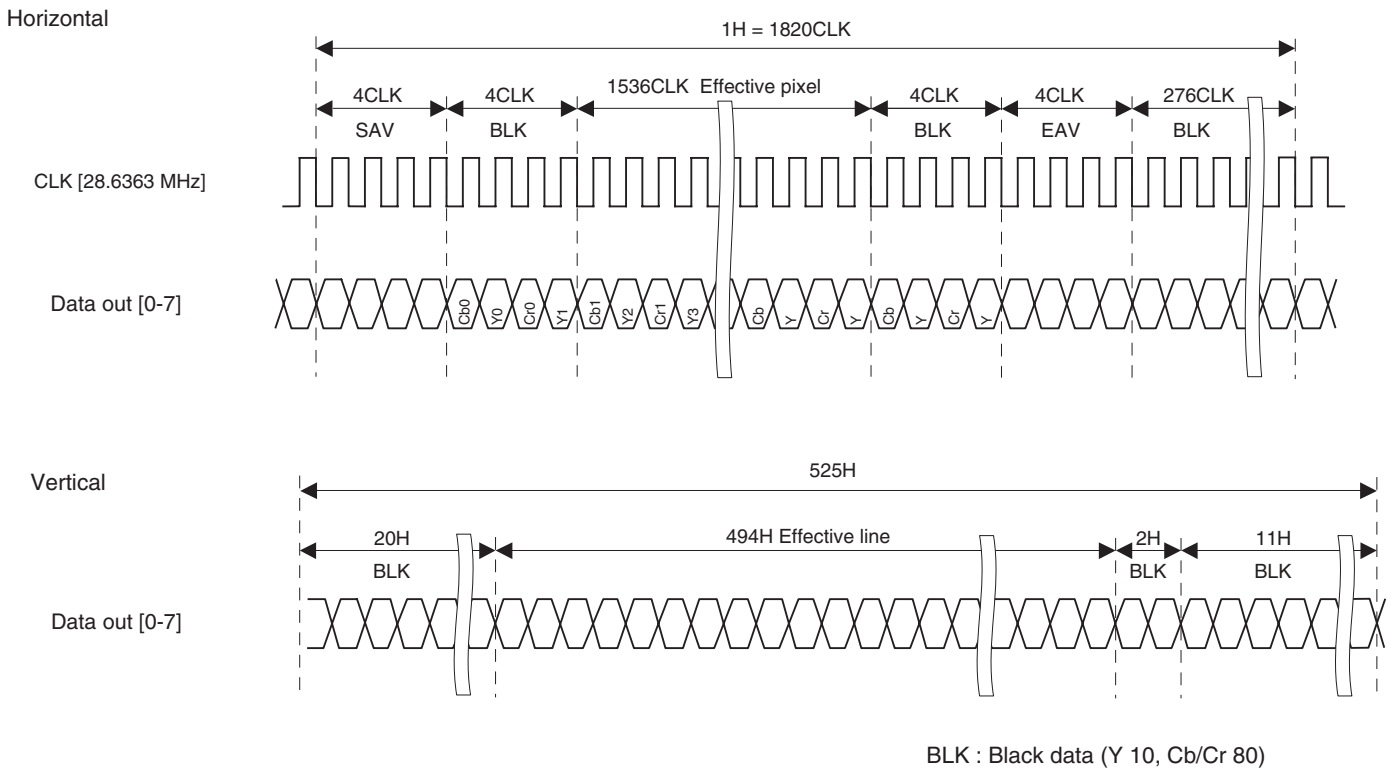 Horizontal
1H = 1820CLK
4CLK 4CLK 1536CLK Effective pixel 4CLK 4CLK 276CLK
SAV BLK BLK EAV BLK
CLK [28.6363 MHz]
Data out [0-7]
Cb0 Y0 Cr0 Y1 Cb1 Y2 Cr1 Y3 Cb Y Cr Y Cb Y Cr Y
Vertical
525H
20H 494H Effective line 2H 11H
BLK BLK BLK
Data out [0-7]
BLK : Black data (Y 10, Cb/Cr 80)